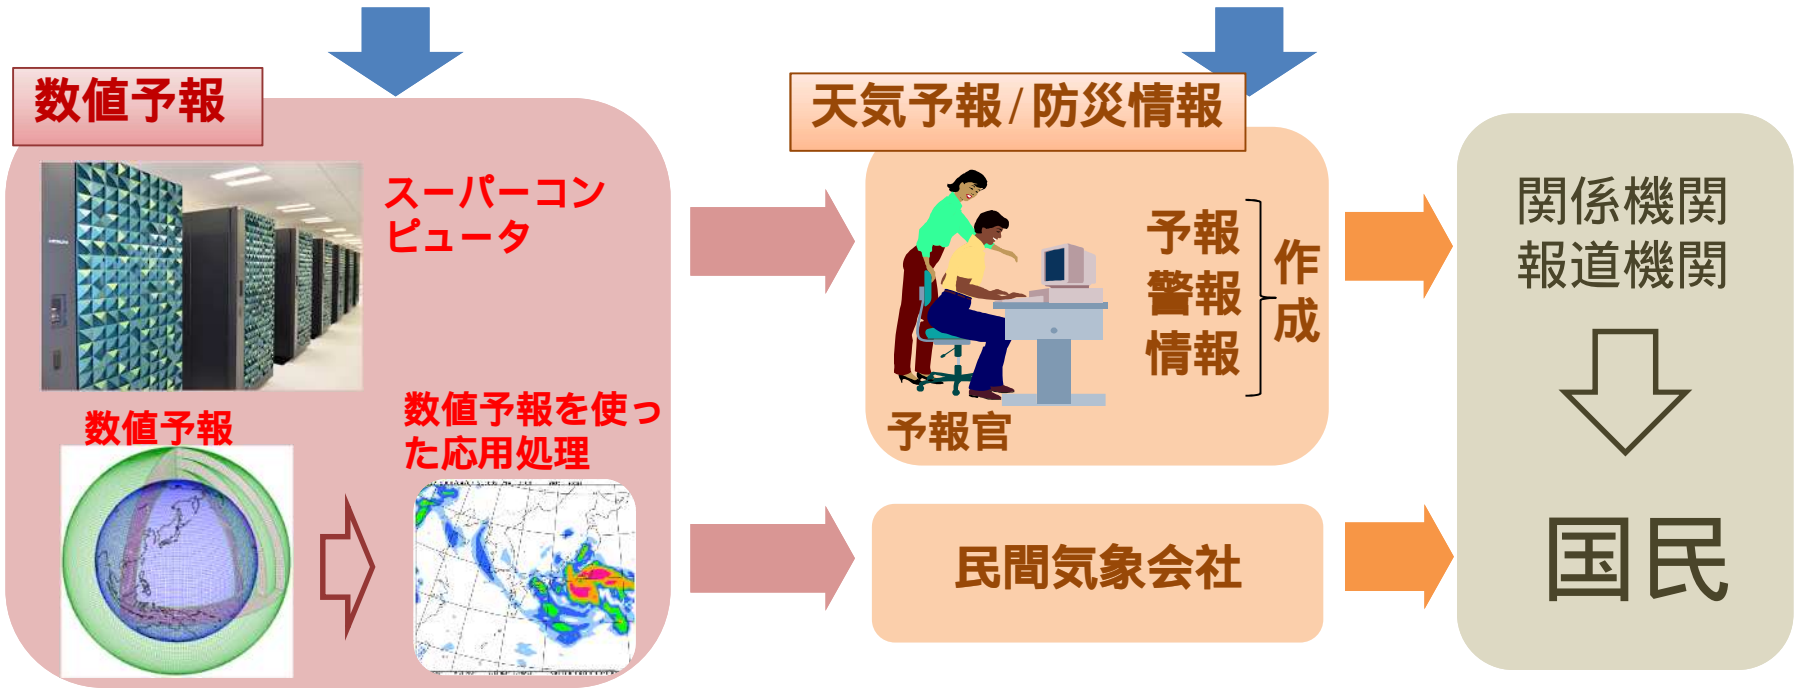 数値予報
スーパーコン
ピュータ
数値予報
数値予報を使っ
た応用処理
天気予報/防災情報
予報
警報
情報
作
成
予報官
民間気象会社
関係機関
報道機関
国民